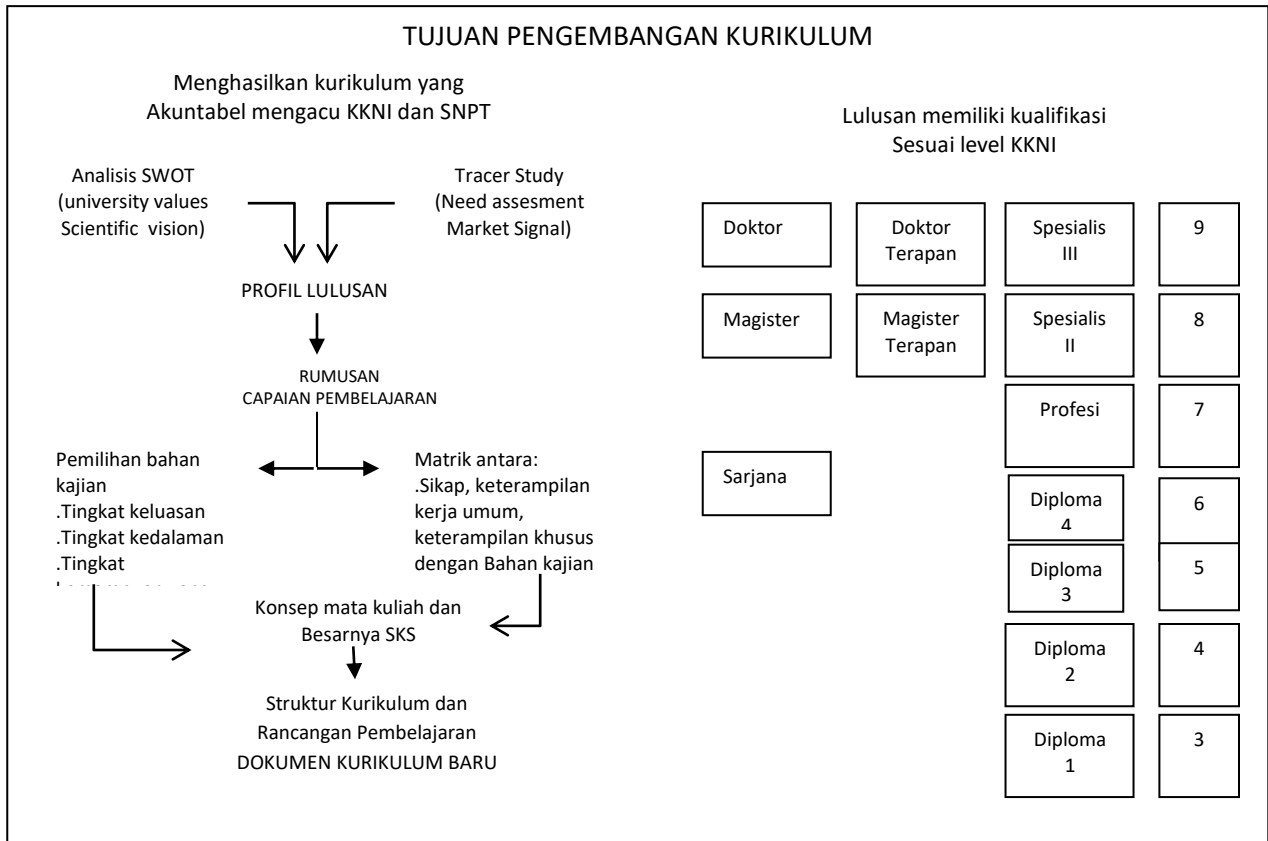 TUJUAN PENGEMBANGAN KURIKULUM
Menghasilkan kurikulum yang
Akuntabel mengacu KKNI dan SNPT
Analisis SWOT
(university values
Scientific vision)
Tracer Study
(Need assesment
Market Signal)
PROFIL LULUSAN
RUMUSAN
CAPAIAN PEMBELAJARAN
Pemilihan bahan
kajian
.Tingkat keluasan
.Tingkat kedalaman
.Tingkat
Matrik antara:
.Sikap, keterampilan
kerja umum,
keterampilan khusus
dengan Bahan kajian
Konsep mata kuliah dan
Besarnya SKS
Struktur Kurikulum dan
Rancangan Pembelajaran
DOKUMEN KURIKULUM BARU
Lulusan memiliki kualifikasi
Sesuai level KKNI
Doktor
Doktor
Terapan
Spesialis
III
9
Magister
Magister
Terapan
Spesialis
II
8
Profesi
7
Sarjana
Diploma
4
6
Diploma
3
5
Diploma
2
4
Diploma
1
3